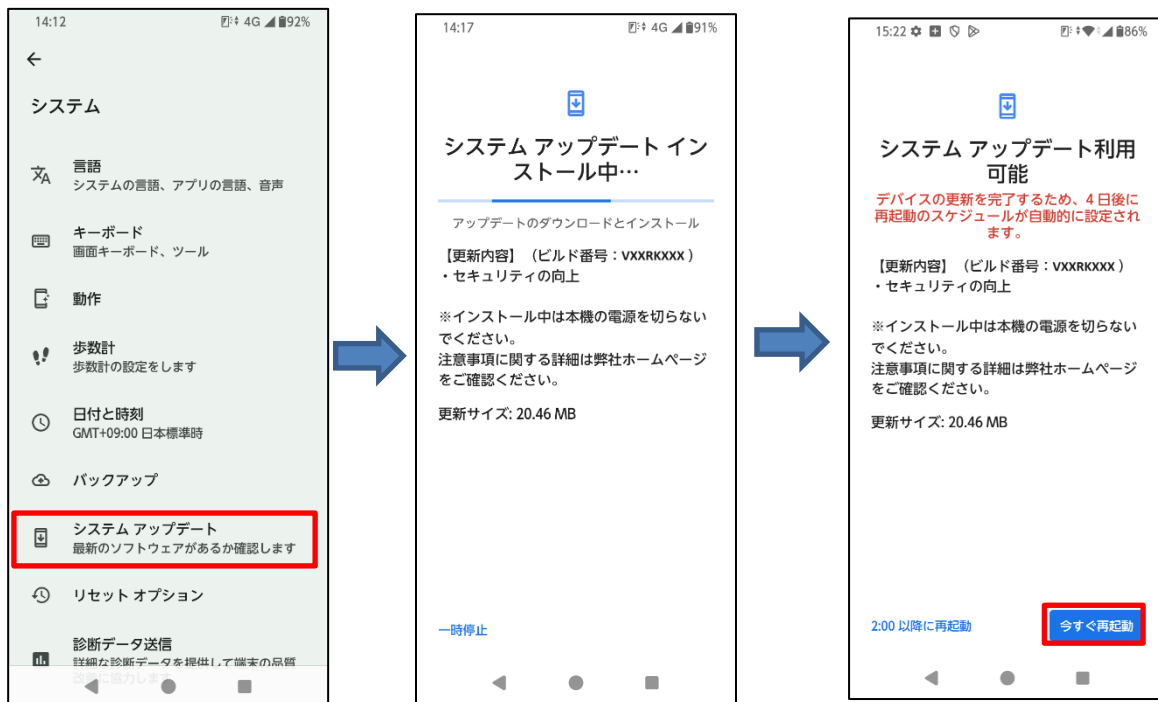 14:12 4G 92%
システム
言語
システムの言語、アプリの言語、音声
キーボード
画面キーボード、ツール
動作
歩数計
歩数計の設定をします
日付と時刻
GMT+09:00 日本標準時
バックアップ
システム アップデート
最新のソフトウェアがあるか確認します
リセット オプション
診断データ送信
詳細な診断データを提供して端末の品質
改善に協力します
14:17 4G 91%
システム アップデート イン
ストール中…
アップデートのダウンロードとインストール
【更新内容】（ビルド番号：VXXRKXXX）
・セキュリティの向上
※インストール中は本機の電源を切らない
でください。
注意事項に関する詳細は弊社ホームページ
をご確認ください。
更新サイズ: 20.46 MB
一時停止
15:22 86%
システム アップデート利用
可能
デバイスの更新を完了するため、4 日後に
再起動のスケジュールが自動的に設定され
ます。
【更新内容】（ビルド番号：VXXRKXXX）
・セキュリティの向上
※インストール中は本機の電源を切らない
でください。
注意事項に関する詳細は弊社ホームページ
をご確認ください。
更新サイズ: 20.46 MB
2:00 以降に再起動
今すぐ再起動